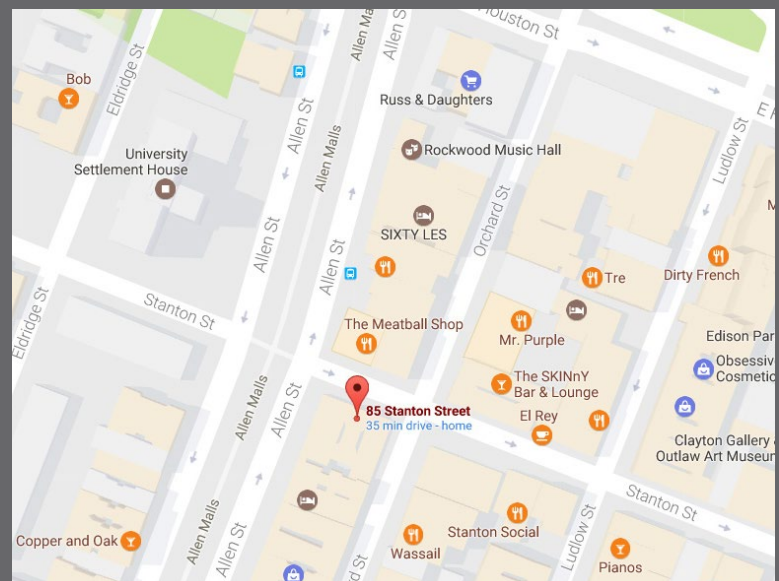 Houston St
Allen Ma
Allen S
Eldridge St
Bob
Russ & Daughters
E
Allen St
Allen Malls
Ludlow St
University
Settlement House
Rockwood Music Hall
M
Orchard St
SIXTY LES
Allen St
Allen St
Tre
Dirty French
Stanton St
Eldridge St
The Meatball Shop
Mr. Purple
Edison Par
Obsessiv
Cosmetic
The SKINnY
Bar & Lounge
85 Stanton Street
35 min drive - home
El Rey
Allen Malls
Allen St
Clayton Gallery &
Outlaw Art Museum
Stanton St
Stanton Social
Copper and Oak
Allen Malls
Allen St
Wassail
d St
Ludlow St
Pianos